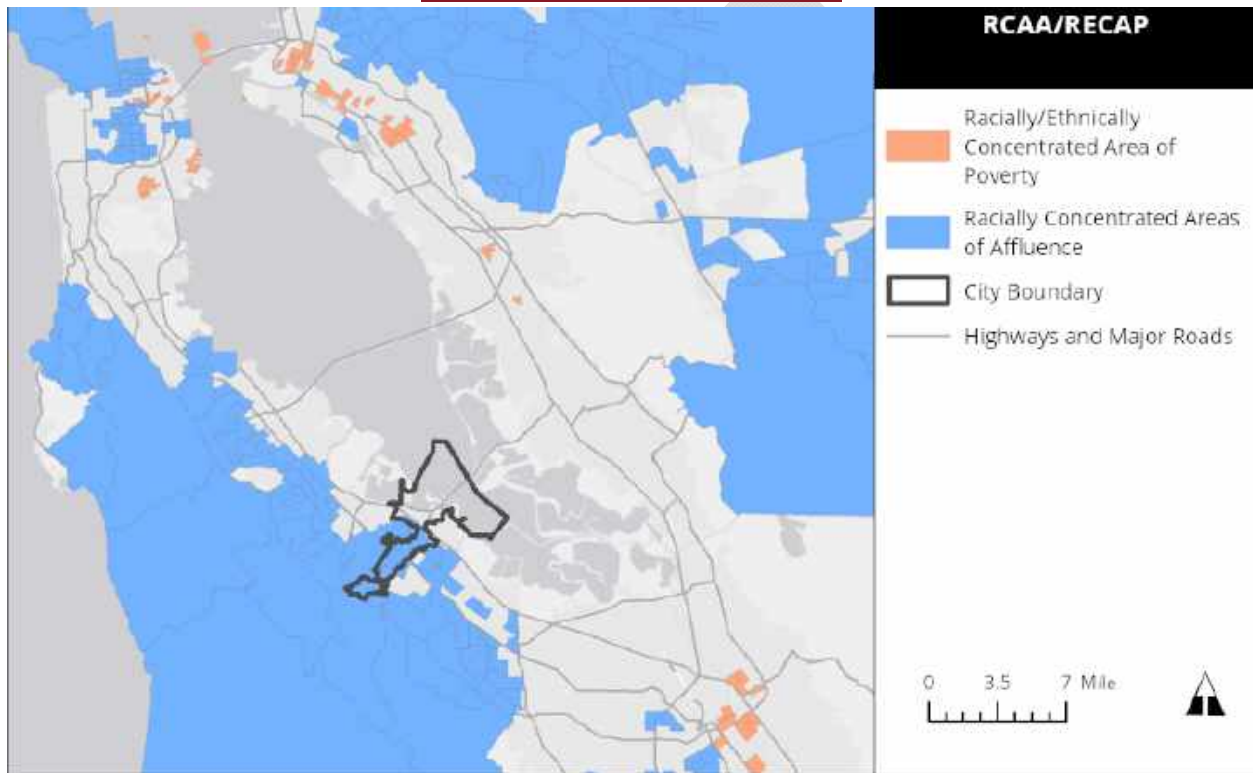 RCAA/RECAP
Racially/Ethnically
Concentrated Area of
Poverty
Racially Concentrated Areas
of Affluence
City Boundary
Highways and Major Roads
0 3.5 7 Mile